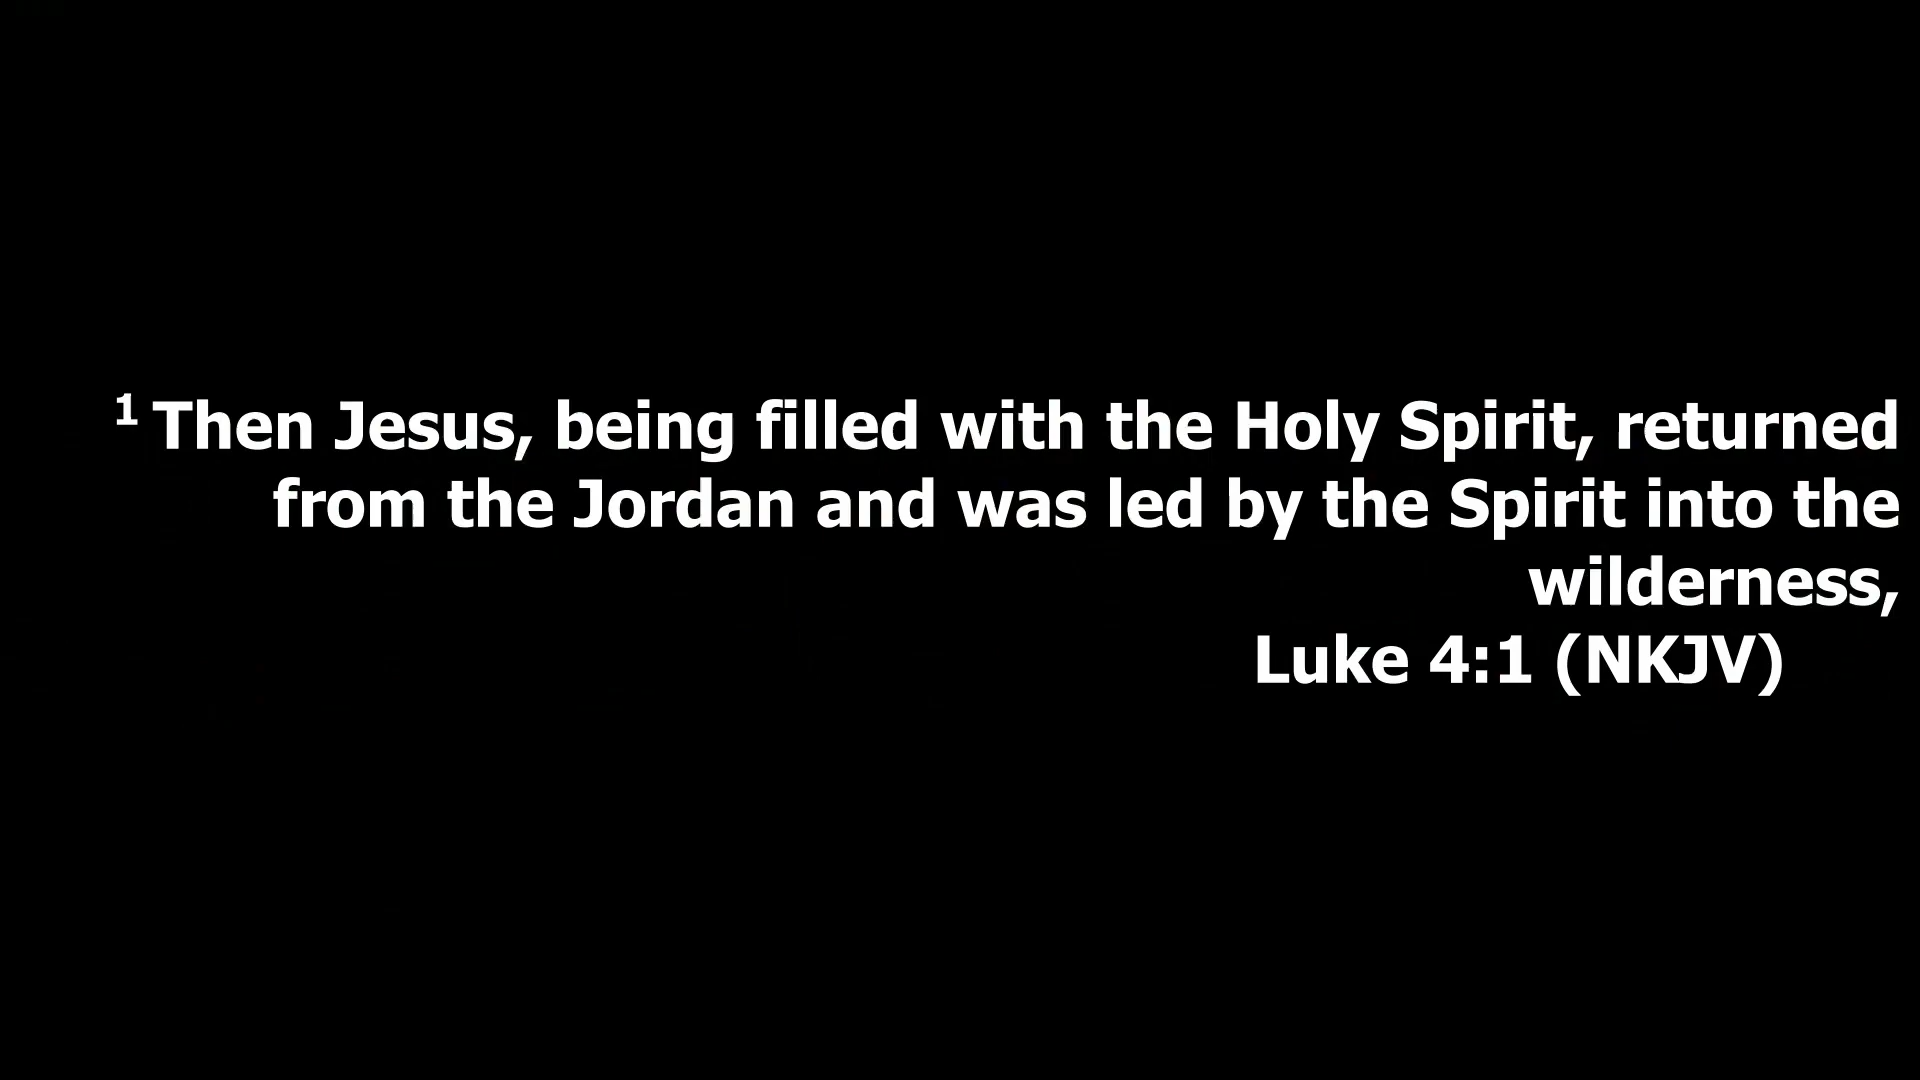 1 Then Jesus, being filled with the Holy Spirit, returned
from the Jordan and was led by the Spirit into the
wilderness,
Luke 4:1 (NKJV)